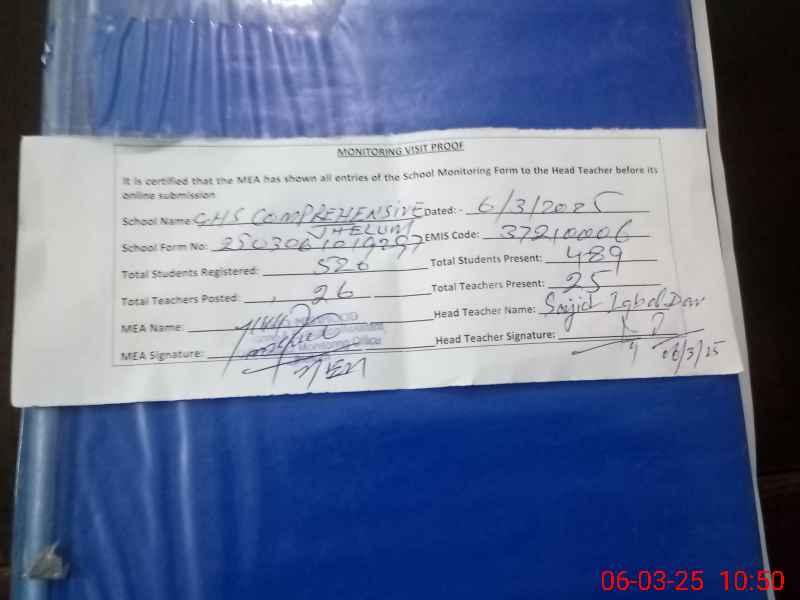 MONITORING VISIT PROOF
It is certified that the MEA has shown all entries of the School Monitoring Form to the Head Teacher before its
online submission
School Name: GHS COMPREHENSIVE JHELUM Dated: - 6/3/2025
School Form No: EMIS Code: 37210006
Total Students Registered: 526 Total Students Present: 489
Total Teachers Posted: 26 Total Teachers Present: 25
MEA Name: Head Teacher Name: Sajid Iqbal Dar
MEA Signature: Head Teacher Signature:
Monitoring Office
MEA
06/3/25
06-03-25 10:50